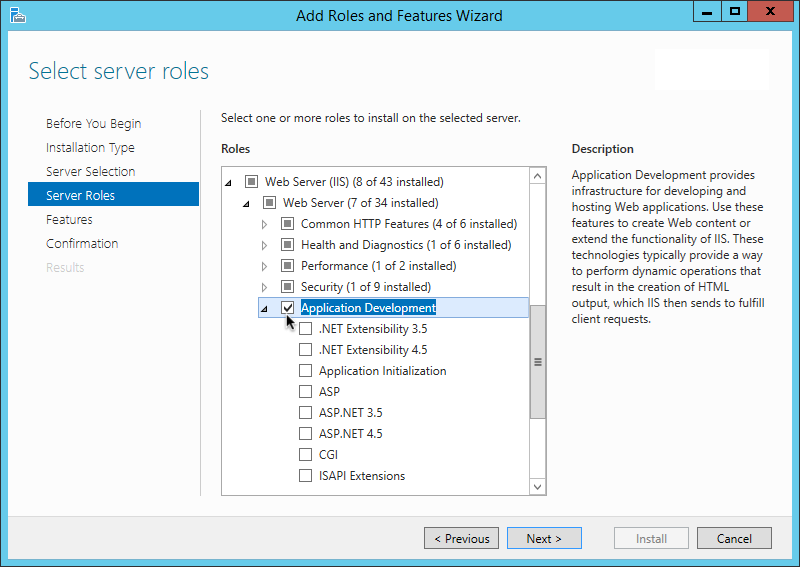 Add Roles and Features Wizard
Select server roles
Before You Begin
Installation Type
Server Selection
Server Roles
Features
Confirmation
Results
Select one or more roles to install on the selected server.
Roles
Web Server (IIS) (8 of 43 installed)
Web Server (7 of 34 installed)
Common HTTP Features (4 of 6 installed)
Health and Diagnostics (1 of 6 installed)
Performance (1 of 2 installed)
Security (1 of 9 installed)
Application Development
.NET Extensibility 3.5
.NET Extensibility 4.5
Application Initialization
ASP
ASP.NET 3.5
ASP.NET 4.5
CGI
ISAPI Extensions
Description
Application Development provides
infrastructure for developing and
hosting Web applications. Use these
features to create Web content or
extend the functionality of IIS. These
technologies typically provide a way
to perform dynamic operations that
result in the creation of HTML
output, which IIS then sends to fulfill
client requests.
< Previous
Next >
Install
Cancel